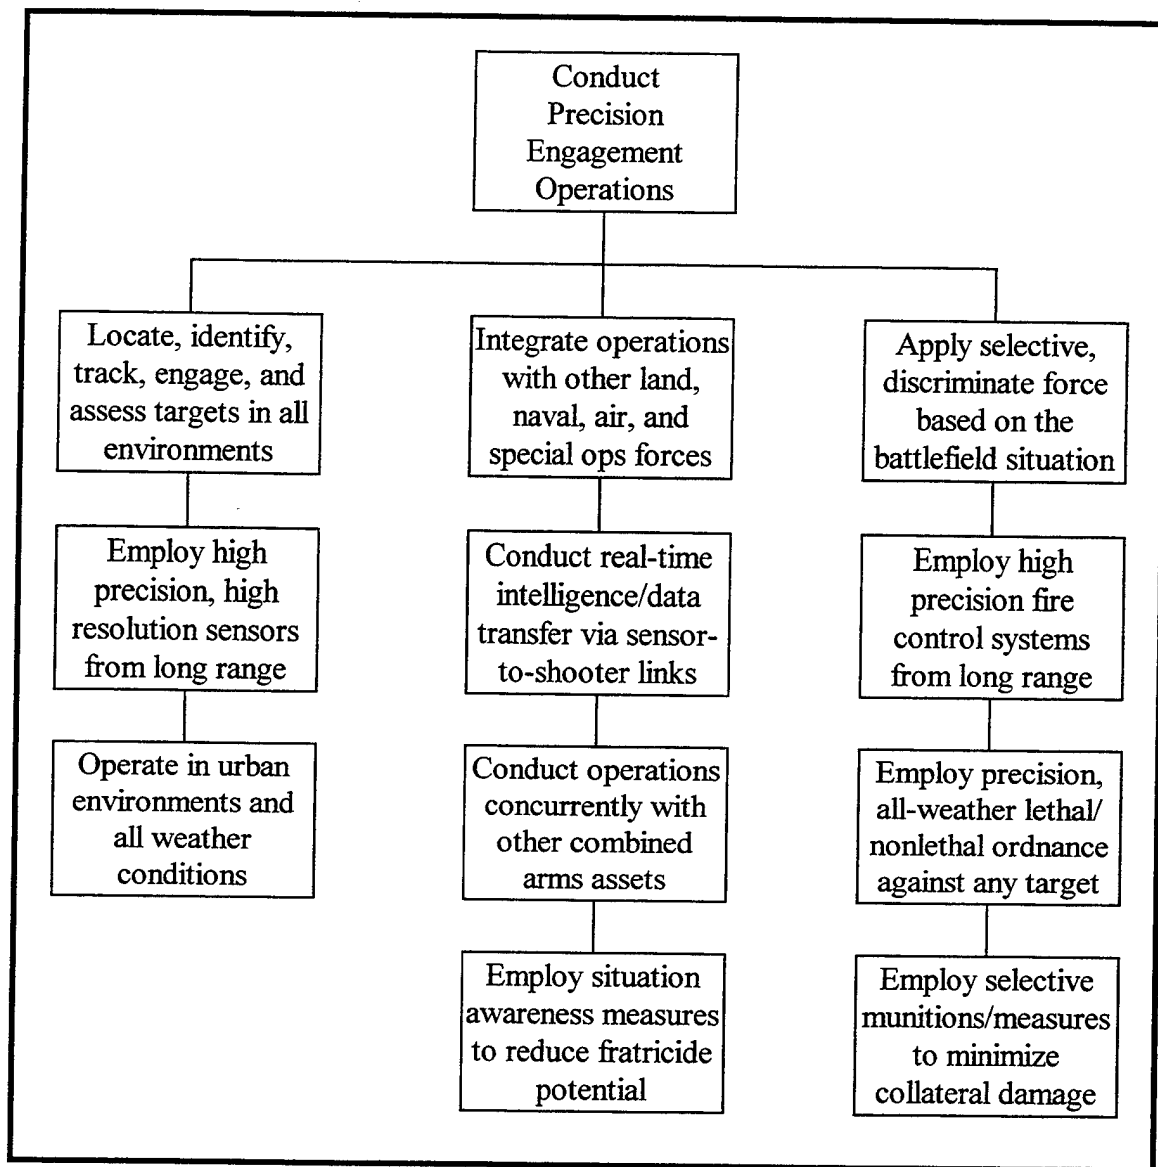 Conduct
Precision
Engagement
Operations
Locate, identify,
track, engage, and
assess targets in all
environments
Employ high
precision, high
resolution sensors
from long range
Operate in urban
environments and
all weather
conditions
Integrate operations
with other land,
naval, air, and
special ops forces
Conduct real-time
intelligence/data
transfer via sensor-
to-shooter links
Conduct operations
concurrently with
other combined
arms assets
Employ situation
awareness measures
to reduce fratricide
potential
Apply selective,
discriminate force
based on the
battlefield situation
Employ high
precision fire
control systems
from long range
Employ precision,
all-weather lethal/
nonlethal ordnance
against any target
Employ selective
munitions/measures
to minimize
collateral damage